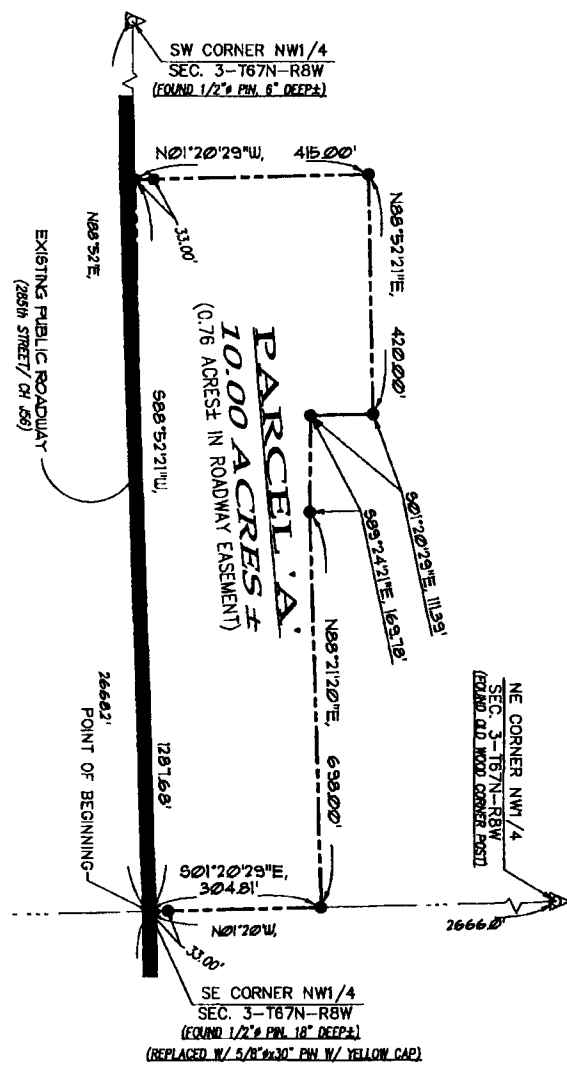 SW CORNER NW1/4
SEC. 3-T67N-R8W
(FOUND 1/2"ø PIN, 6" DEEP±)
N01°20'29"W, 415.00'
33.00'
N88°52'21"E, 420.00'
N88°52'E,
EXISTING PUBLIC ROADWAY
(285th STREET/ CH J56)
S88°52'21"W,
PARCEL 'A'
10.00 ACRES±
(0.76 ACRES± IN ROADWAY EASEMENT)
S01°20'29"E, 111.39'
S89°24'21"E, 169.78'
N88°21'20"E, 698.00'
NE CORNER NW1/4
SEC. 3-T67N-R8W
(FOUND OLD WOOD CORNER POST)
2668.2'
1287.68'
POINT OF BEGINNING
S01°20'29"E,
304.81'
N01°20'W,
2666.0'
33.00'
SE CORNER NW1/4
SEC. 3-T67N-R8W
(FOUND 1/2"ø PIN, 18" DEEP±)
(REPLACED W/ 5/8"øx30" PIN W/ YELLOW CAP)